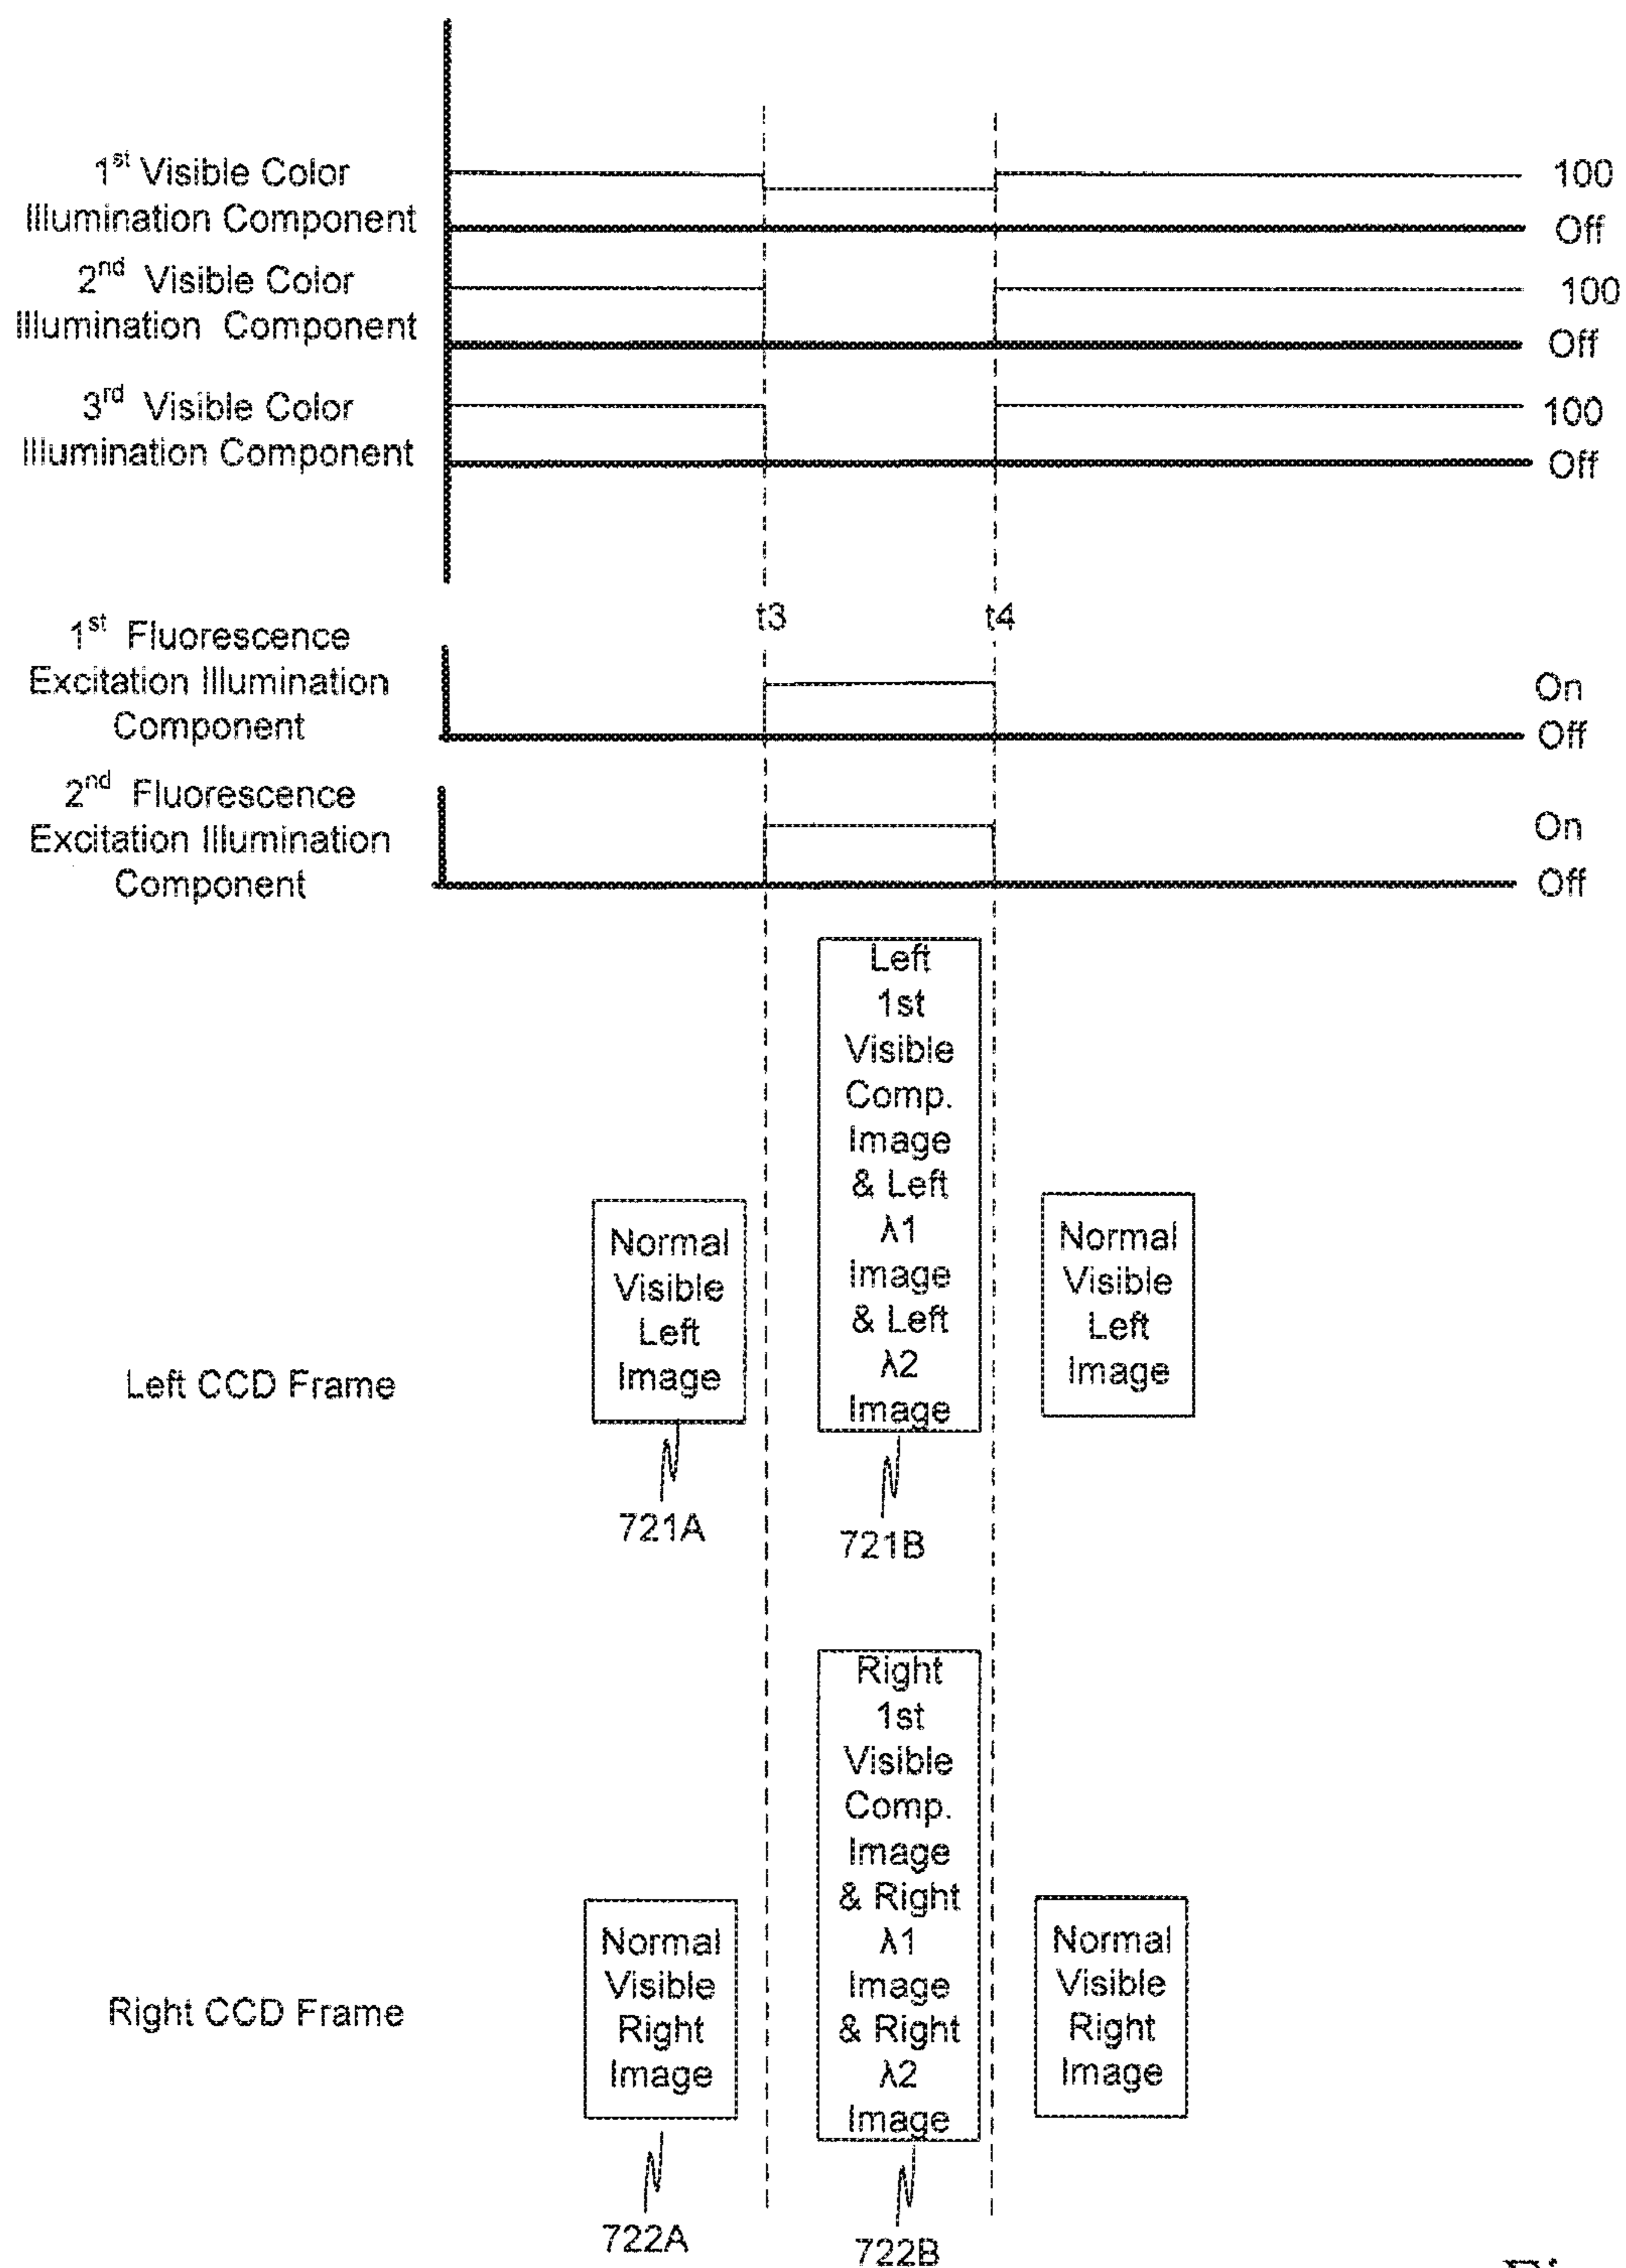 1st Visible Color
Illumination Component
100
Off
2nd Visible Color
Illumination Component
100
Off
3rd Visible Color
Illumination Component
100
Off
t3
t4
1st Fluorescence
Excitation Illumination
Component
On
Off
2nd Fluorescence
Excitation Illumination
Component
On
Off
Left CCD Frame
Normal
Visible
Left
Image
721A
Left
1st
Visible
Comp.
Image
& Left
λ1
Image
& Left
λ2
Image
721B
Normal
Visible
Left
Image
Right CCD Frame
Normal
Visible
Right
Image
722A
Right
1st
Visible
Comp.
Image
& Right
λ1
Image
& Right
λ2
Image
722B
Normal
Visible
Right
Image